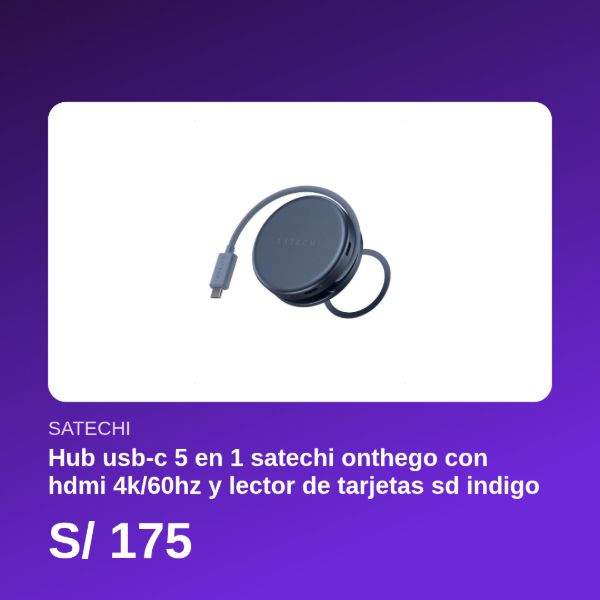 SATECHI
SATECHI
Hub usb-c 5 en 1 satechi onthego con
hdmi 4k/60hz y lector de tarjetas sd indigo
S/ 175